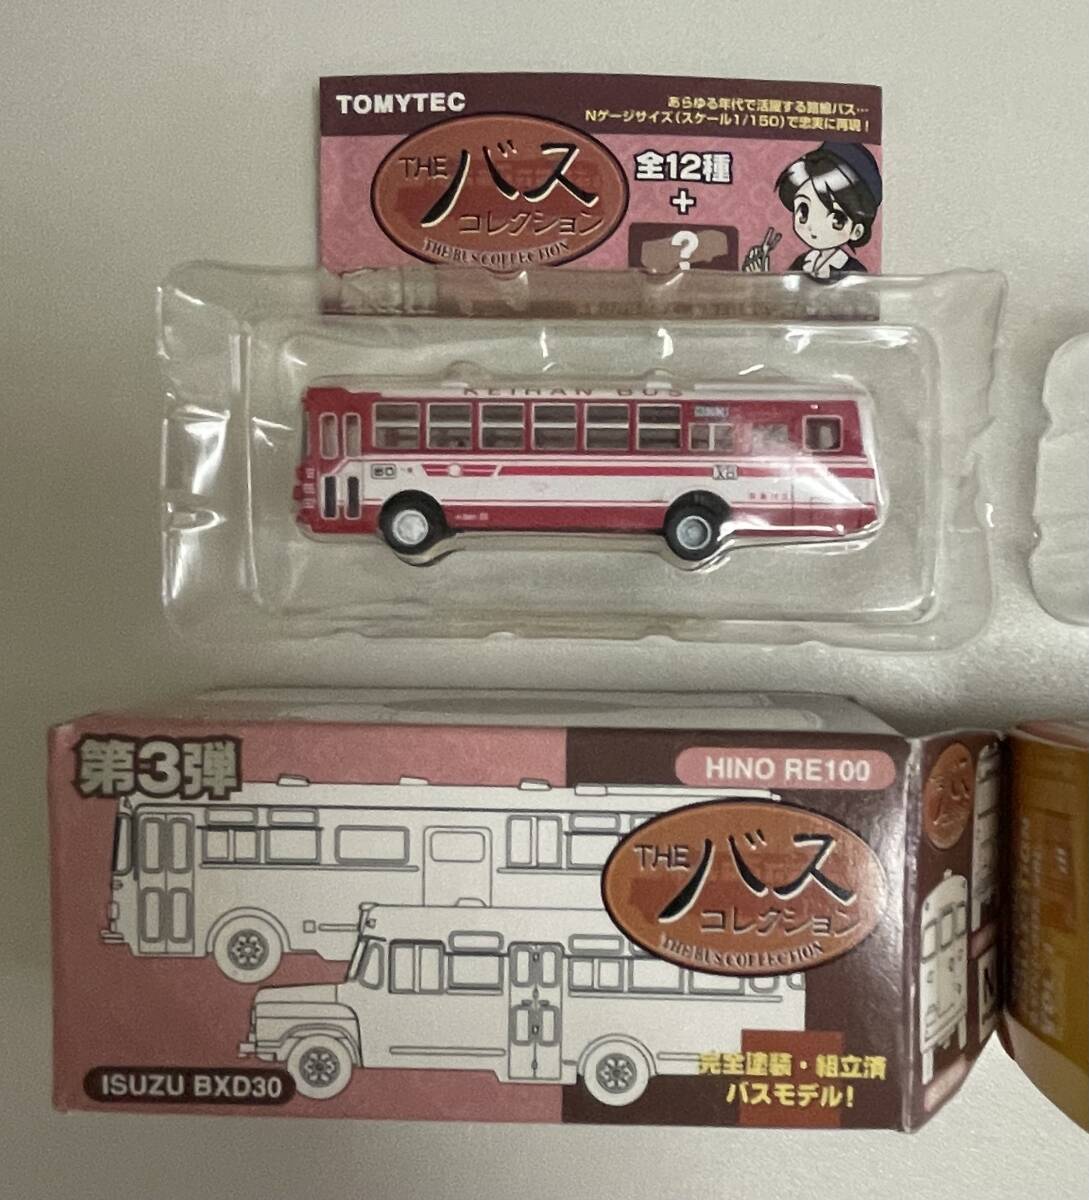 TOMYTEC
あらゆる年代で活躍する路線バス…
Nゲージサイズ(スケール1/150)で忠実に再現！
THE バス
コレクション
THE BUS COLLECTION
全12種
+
?
KEIHAN BUS
第3弾
HINO RE100
THE バス
コレクション
THE BUS COLLECTION
ISUZU BXD30
完全塗装・組立済
バスモデル！